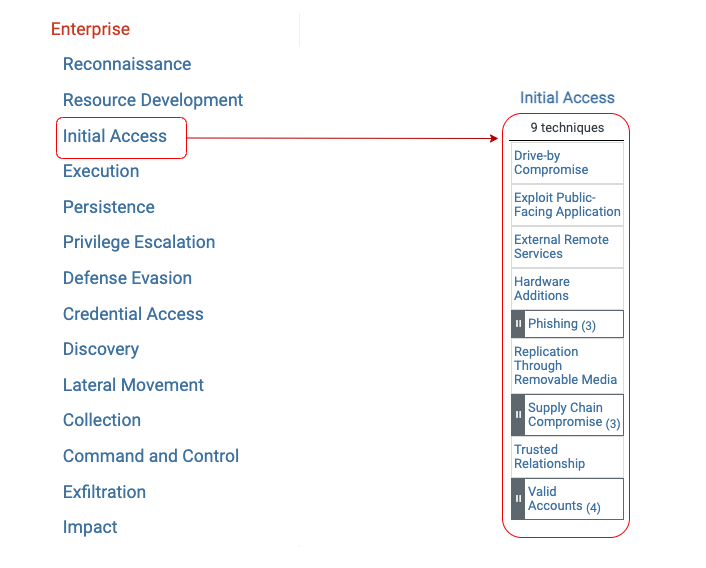 Enterprise
Reconnaissance
Resource Development
Initial Access
Execution
Persistence
Privilege Escalation
Defense Evasion
Credential Access
Discovery
Lateral Movement
Collection
Command and Control
Exfiltration
Impact
Initial Access
9 techniques
Drive-by
Compromise
Exploit Public-
Facing Application
External Remote
Services
Hardware
Additions
Phishing (3)
Replication
Through
Removable Media
Supply Chain
Compromise (3)
Trusted
Relationship
Valid
Accounts (4)